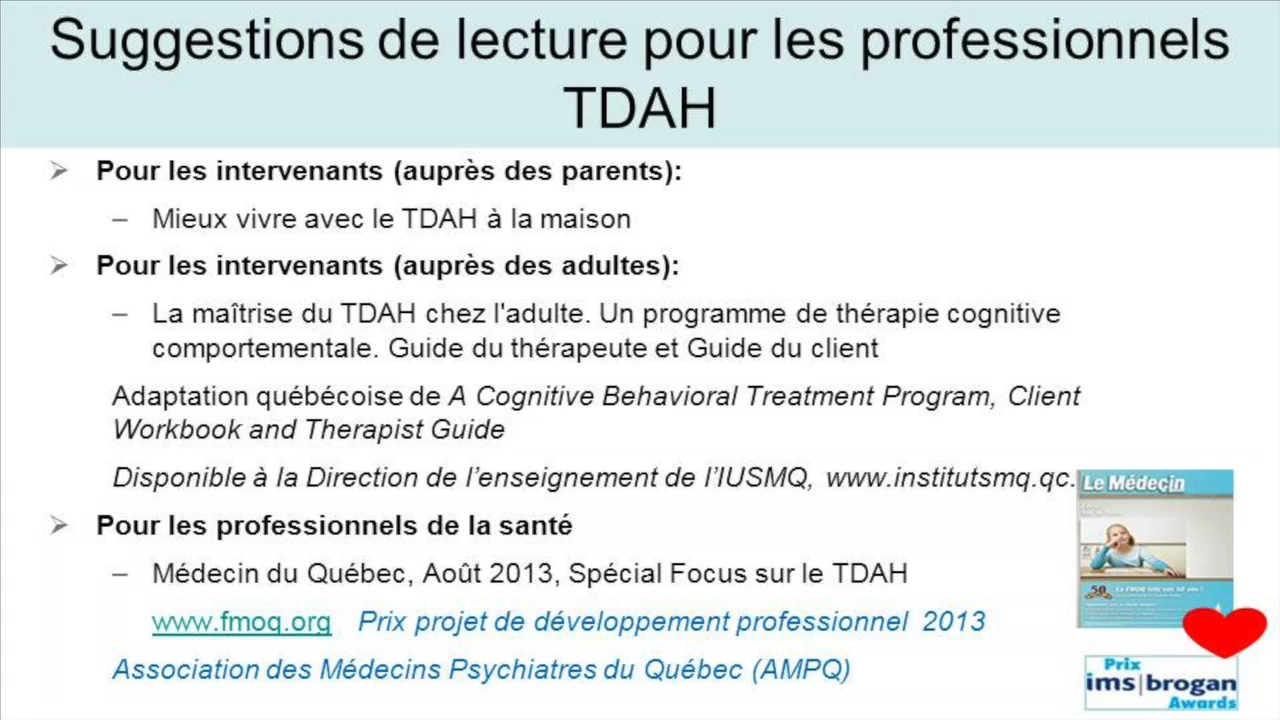 Suggestions de lecture pour les professionnels
TDAH
Pour les intervenants (auprès des parents):
– Mieux vivre avec le TDAH à la maison
Pour les intervenants (auprès des adultes):
– La maîtrise du TDAH chez l'adulte. Un programme de thérapie cognitive
comportementale. Guide du thérapeute et Guide du client
Adaptation québécoise de A Cognitive Behavioral Treatment Program, Client
Workbook and Therapist Guide
Disponible à la Direction de l’enseignement de l’IUSMQ, www.institutsmq.qc.
Le Médecin
Pour les professionnels de la santé
– Médecin du Québec, Août 2013, Spécial Focus sur le TDAH
50
www.fmoq.org Prix projet de développement professionnel 2013
Association des Médecins Psychiatres du Québec (AMPQ)
Prix
ims|brogan
Awards